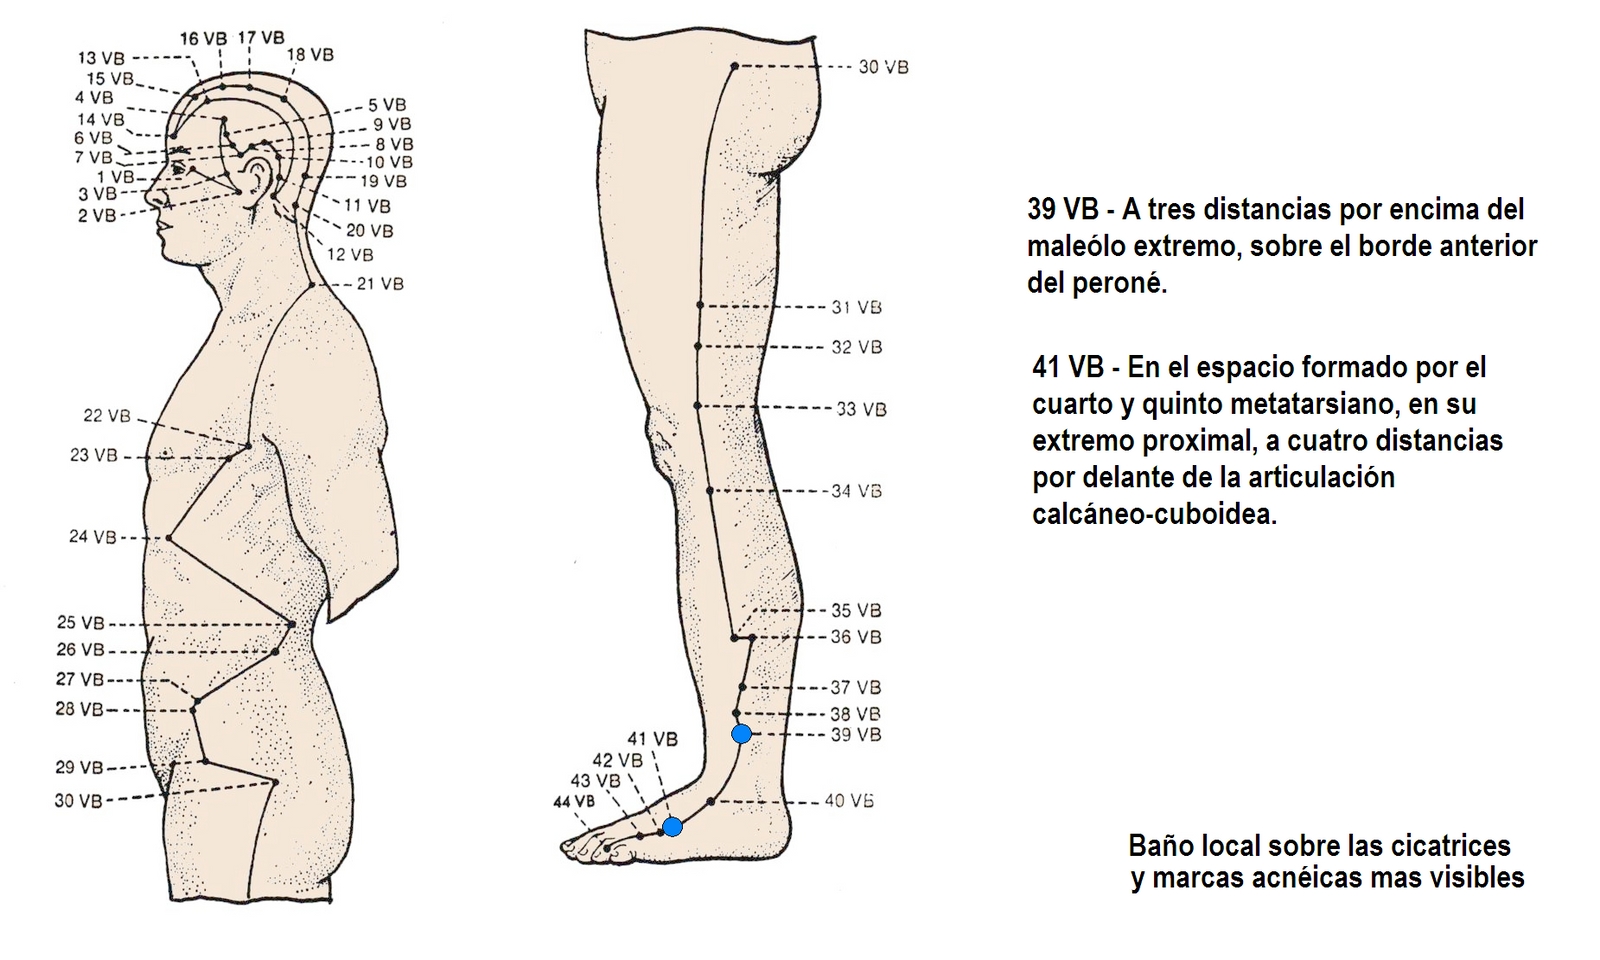 16 VB
17 VB
13 VB
18 VB
15 VB
4 VB
14 VB
6 VB
7 VB
1 VB
3 VB
2 VB
5 VB
9 VB
8 VB
10 VB
19 VB
11 VB
20 VB
12 VB
21 VB
22 VB
23 VB
24 VB
25 VB
26 VB
27 VB
28 VB
29 VB
30 VB
30 VB
31 VB
32 VB
33 VB
34 VB
35 VB
36 VB
37 VB
38 VB
39 VB
40 VB
41 VB
42 VB
43 VB
44 VB
39 VB - A tres distancias por encima del
maleólo extremo, sobre el borde anterior
del peroné.
41 VB - En el espacio formado por el
cuarto y quinto metatarsiano, en su
extremo proximal, a cuatro distancias
por delante de la articulación
calcáneo-cuboidea.
Baño local sobre las cicatrices
y marcas acnéicas mas visibles